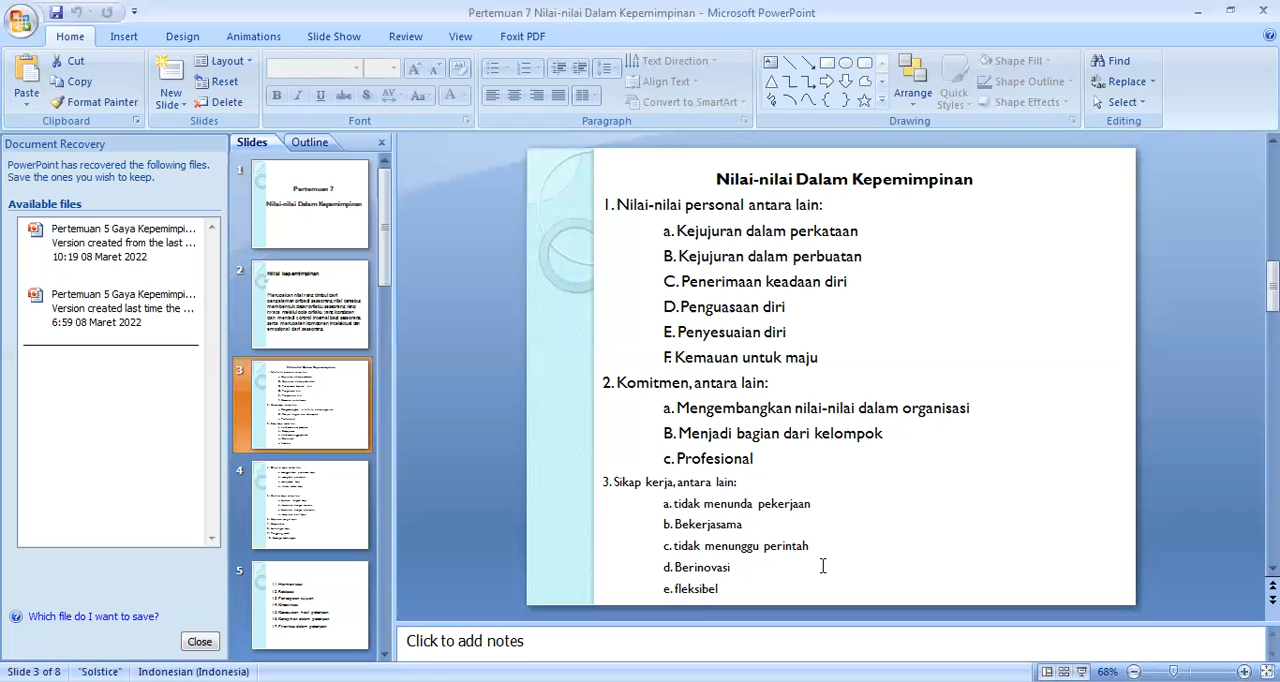 Pertemuan 7 Nilai-nilai Dalam Kepemimpinan - Microsoft PowerPoint
Home Insert Design Animations Slide Show Review View Foxit PDF
Paste
Cut
Copy
Format Painter
Clipboard
New Slide
Layout
Reset
Delete
Slides
B I U abc S AV Aa A
Font
Text Direction
Align Text
Convert to SmartArt
Paragraph
Arrange
Quick Styles
Shape Fill
Shape Outline
Shape Effects
Drawing
Find
Replace
Select
Editing
Document Recovery
PowerPoint has recovered the following files.
Save the ones you wish to keep.
Available files
Pertemuan 5 Gaya Kepemimpi...
Version created from the last ...
10:19 08 Maret 2022
Pertemuan 5 Gaya Kepemimpi...
Version created last time the ...
6:59 08 Maret 2022
Which file do I want to save?
Close
Slides Outline
1
Pertemuan 7
Nilai-nilai Dalam Kepemimpinan
2
Nilai kepemimpinan
3
4
5
Nilai-nilai Dalam Kepemimpinan
1. Nilai-nilai personal antara lain:
a. Kejujuran dalam perkataan
B. Kejujuran dalam perbuatan
C. Penerimaan keadaan diri
D. Penguasaan diri
E. Penyesuaian diri
F. Kemauan untuk maju
2. Komitmen, antara lain:
a. Mengembangkan nilai-nilai dalam organisasi
B. Menjadi bagian dari kelompok
c. Profesional
3. Sikap kerja, antara lain:
a. tidak menunda pekerjaan
b. Bekerjasama
c. tidak menunggu perintah
d. Berinovasi
e. fleksibel
Click to add notes
Slide 3 of 8 "Solstice" Indonesian (Indonesia) 68%